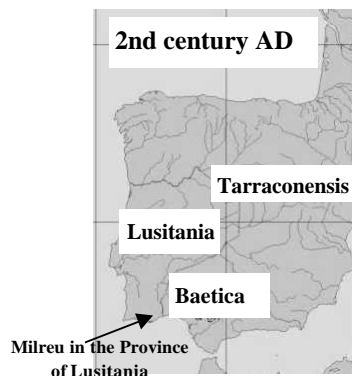 2nd century AD
Tarraconensis
Lusitania
Baetica
Milreu in the Province
of Lusitania